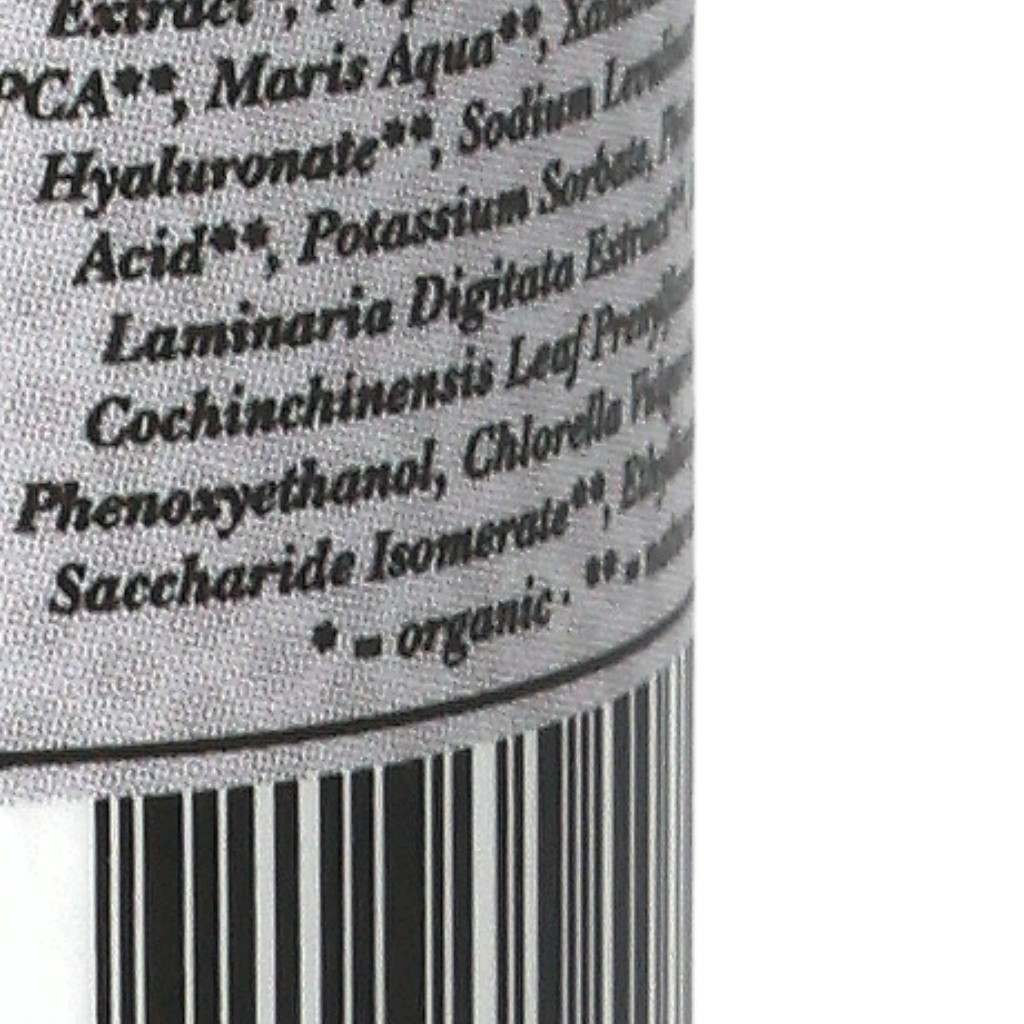 Extract*,
PCA**, Maris Aqua**,
Hyaluronate**, Sodium
Acid**, Potassium Sorbate,
Laminaria Digitata Extract**
Cochinchinensis Leaf
Phenoxyethanol, Chlorella
Saccharide Isomerate**,
* = organic · ** =